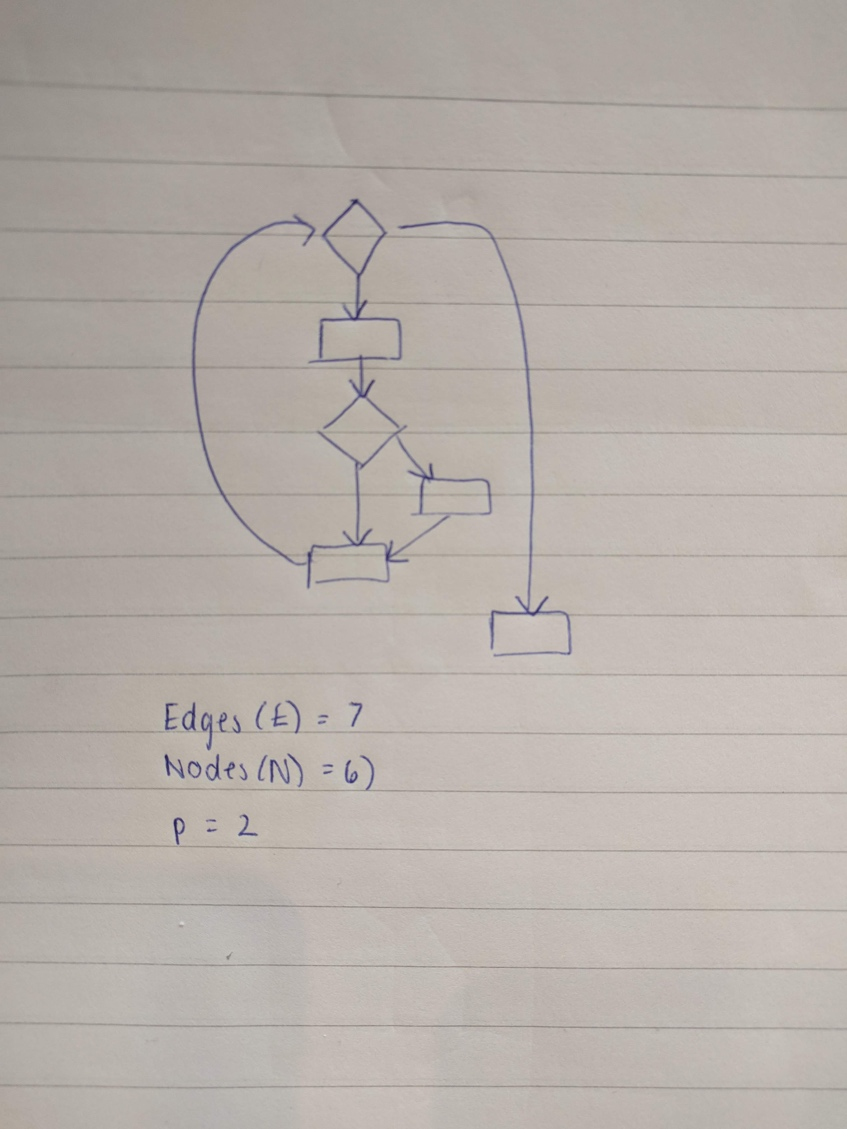 Edges (E) = 7
Nodes (N) = 6)
p = 2